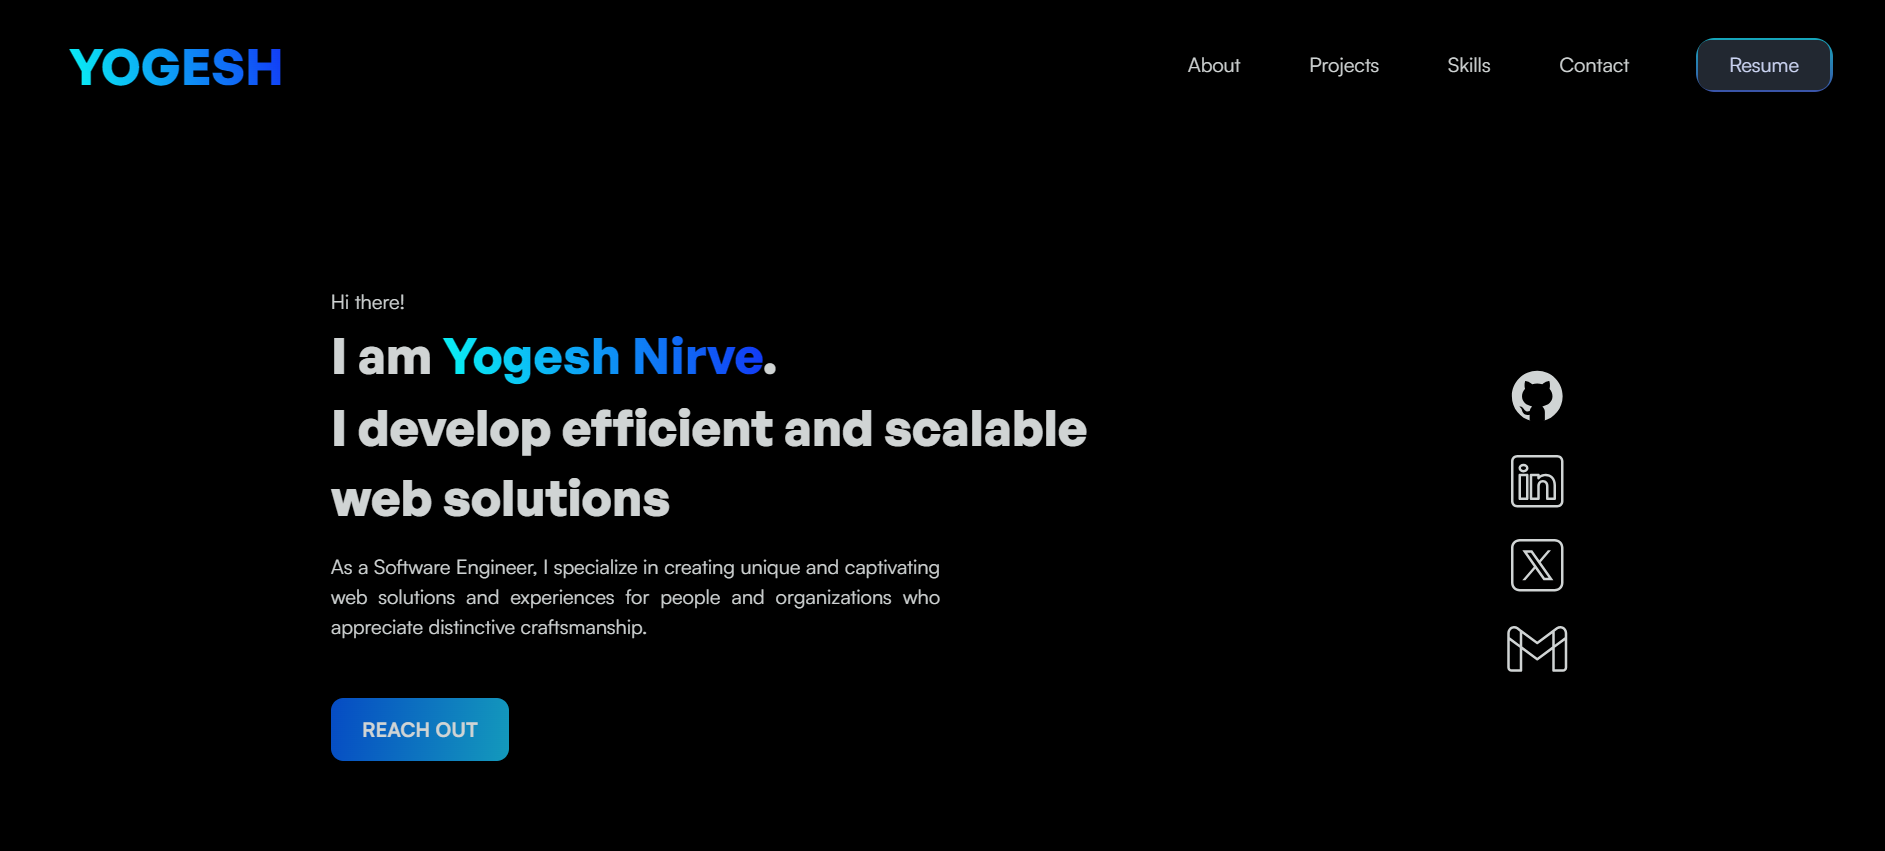 YOGESH
About
Projects
Skills
Contact
Resume
Hi there!
I am Yogesh Nirve.
I develop efficient and scalable
web solutions
As a Software Engineer, I specialize in creating unique and captivating
web solutions and experiences for people and organizations who
appreciate distinctive craftsmanship.
REACH OUT